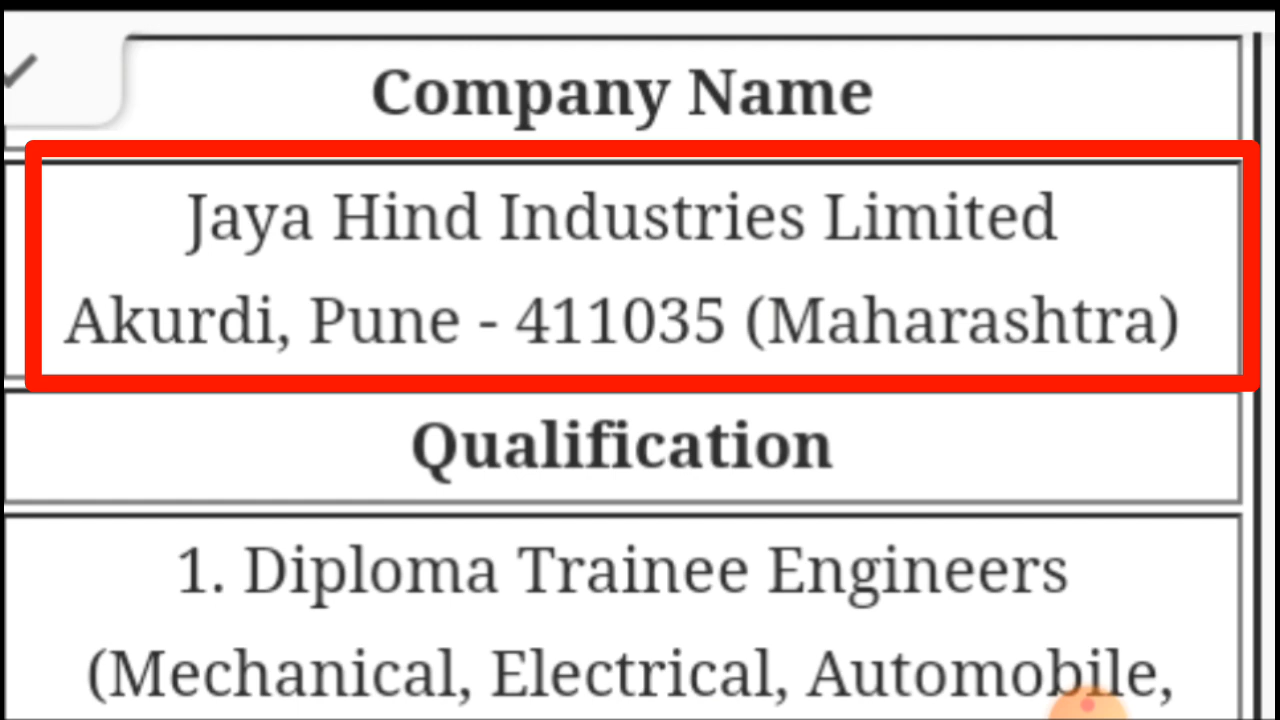 Company Name
Jaya Hind Industries Limited
Akurdi, Pune - 411035 (Maharashtra)
Qualification
1. Diploma Trainee Engineers
(Mechanical, Electrical, Automobile,